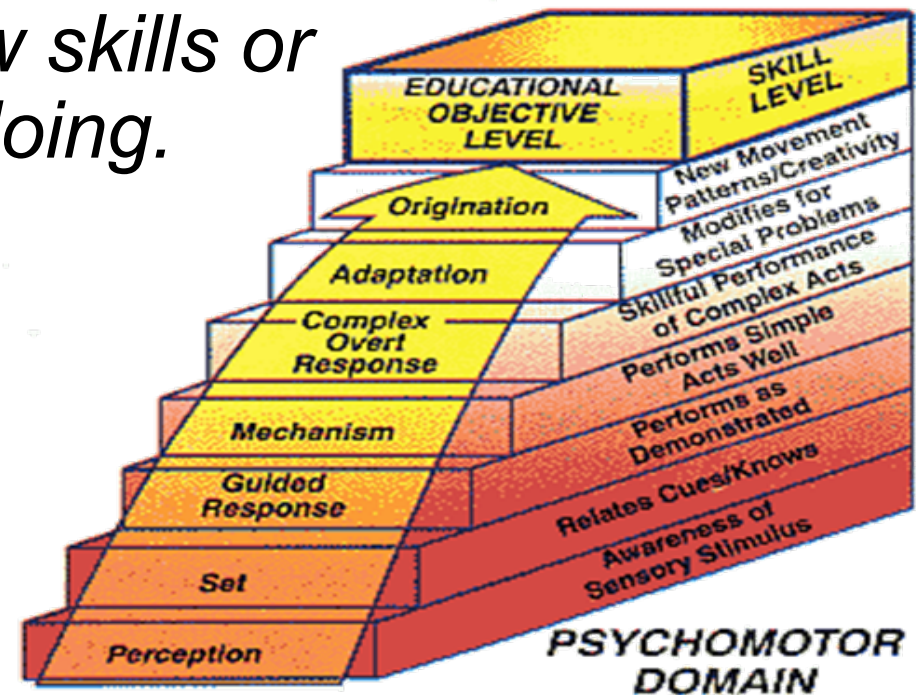 w skills or
doing.
EDUCATIONAL
OBJECTIVE
LEVEL
SKILL
LEVEL
Origination
New Movement
Patterns/Creativity
Adaptation
Modifies for
Special Problems
Complex
Overt
Response
Skillful Performance
of Complex Acts
Mechanism
Performs Simple
Acts Well
Guided
Response
Performs as
Demonstrated
Set
Relates Cues/Knows
Perception
Awareness of
Sensory Stimulus
PSYCHOMOTOR
DOMAIN